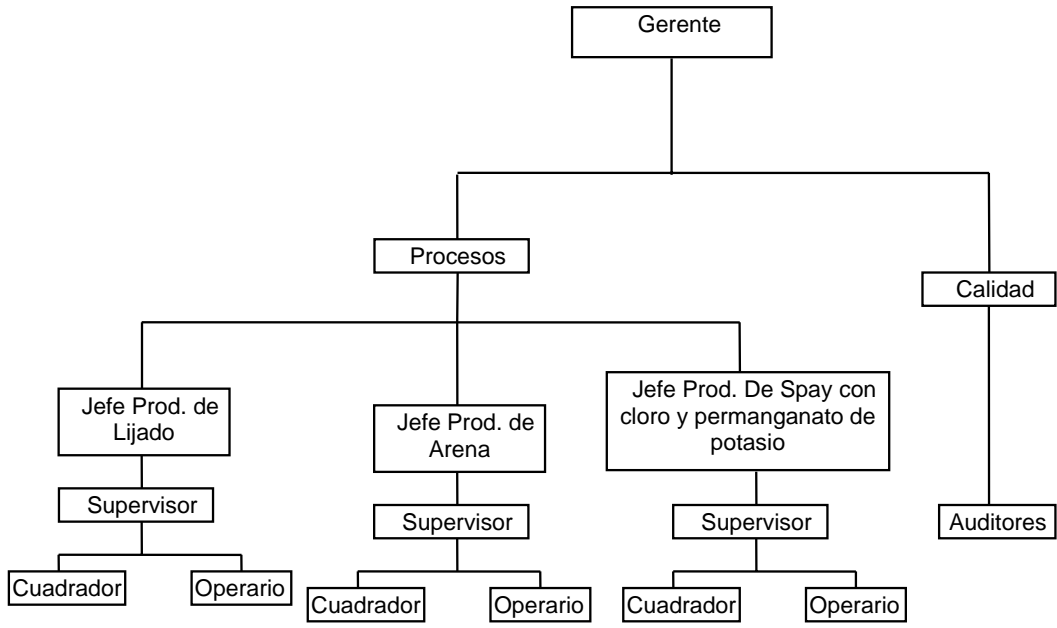 Gerente
Procesos
Calidad
Jefe Prod. de
Lijado
Jefe Prod. de
Arena
Jefe Prod. De Spay con
cloro y permanganato de
potasio
Supervisor
Supervisor
Supervisor
Auditores
Cuadrador
Operario
Cuadrador
Operario
Cuadrador
Operario